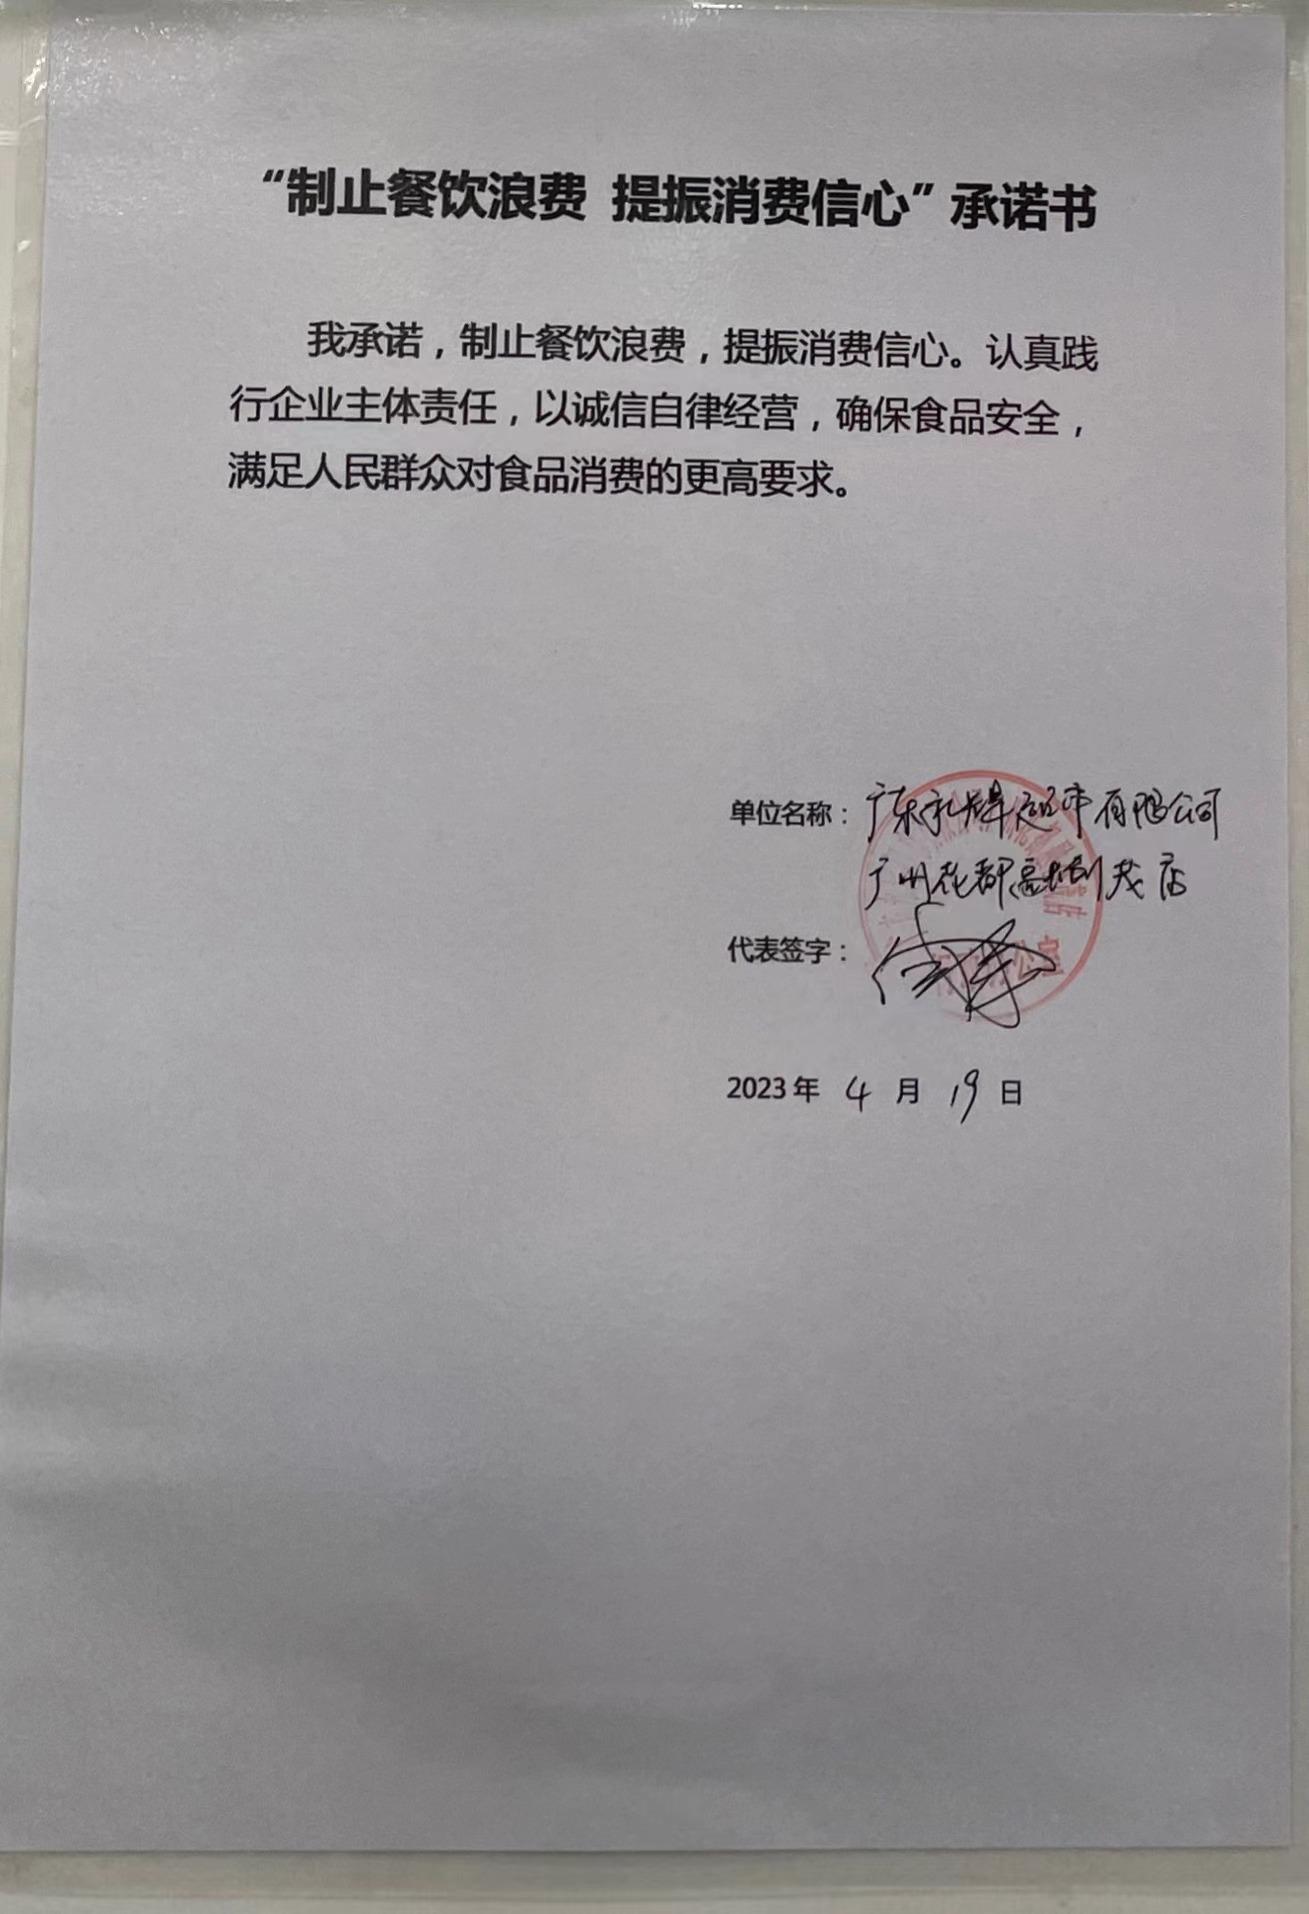 “制止餐饮浪费 提振消费信心”承诺书
我承诺，制止餐饮浪费，提振消费信心。认真践
行企业主体责任，以诚信自律经营，确保食品安全，
满足人民群众对食品消费的更高要求。
单位名称：广东永辉超市有限公司
广州花都茂店
代表签字：
2023年 4 月 19 日